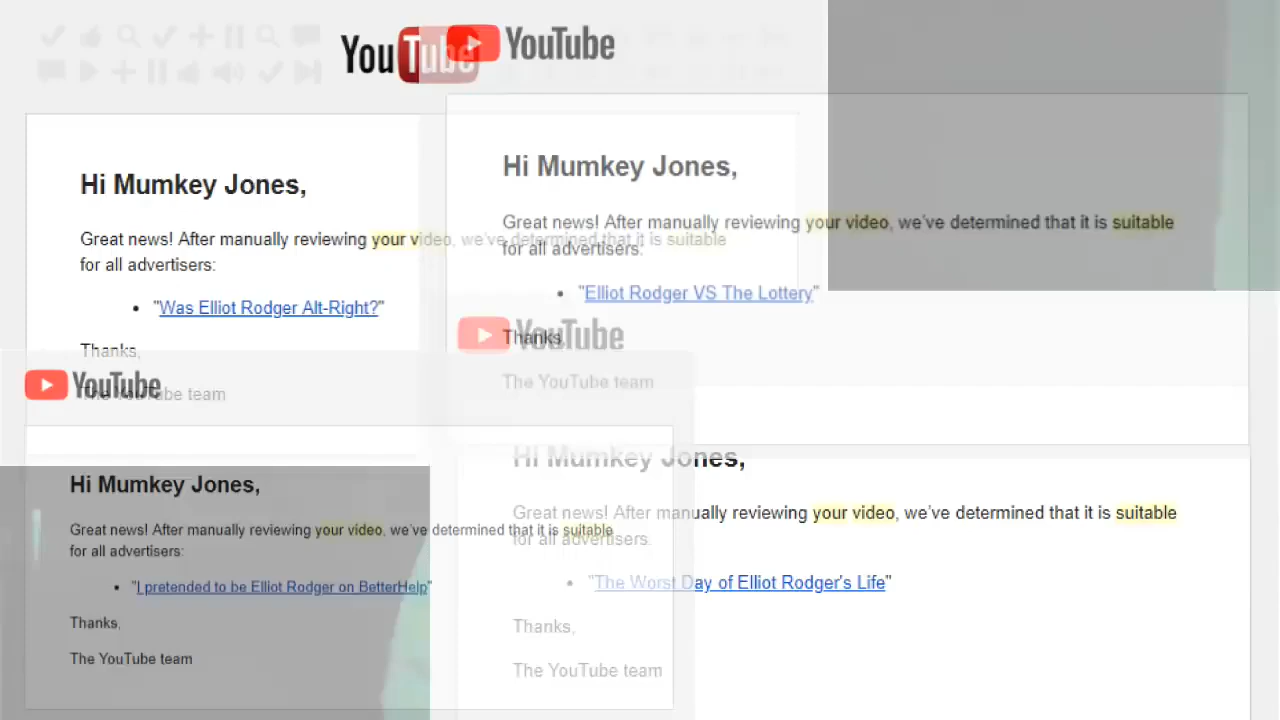 YouTube
YouTube
Hi Mumkey Jones,
Great news! After manually reviewing your video, we've determined that it is suitable
for all advertisers:
"Was Elliot Rodger Alt-Right?"
Thanks,
The YouTube team
Hi Mumkey Jones,
Great news! After manually reviewing your video, we've determined that it is suitable
for all advertisers:
"Elliot Rodger VS The Lottery"
Thanks,
The YouTube team
YouTube
Hi Mumkey Jones,
Great news! After manually reviewing your video, we've determined that it is suitable
for all advertisers:
"I pretended to be Elliot Rodger on BetterHelp"
Thanks,
The YouTube team
YouTube
Hi Mumkey Jones,
Great news! After manually reviewing your video, we've determined that it is suitable
for all advertisers:
"The Worst Day of Elliot Rodger's Life"
Thanks,
The YouTube team